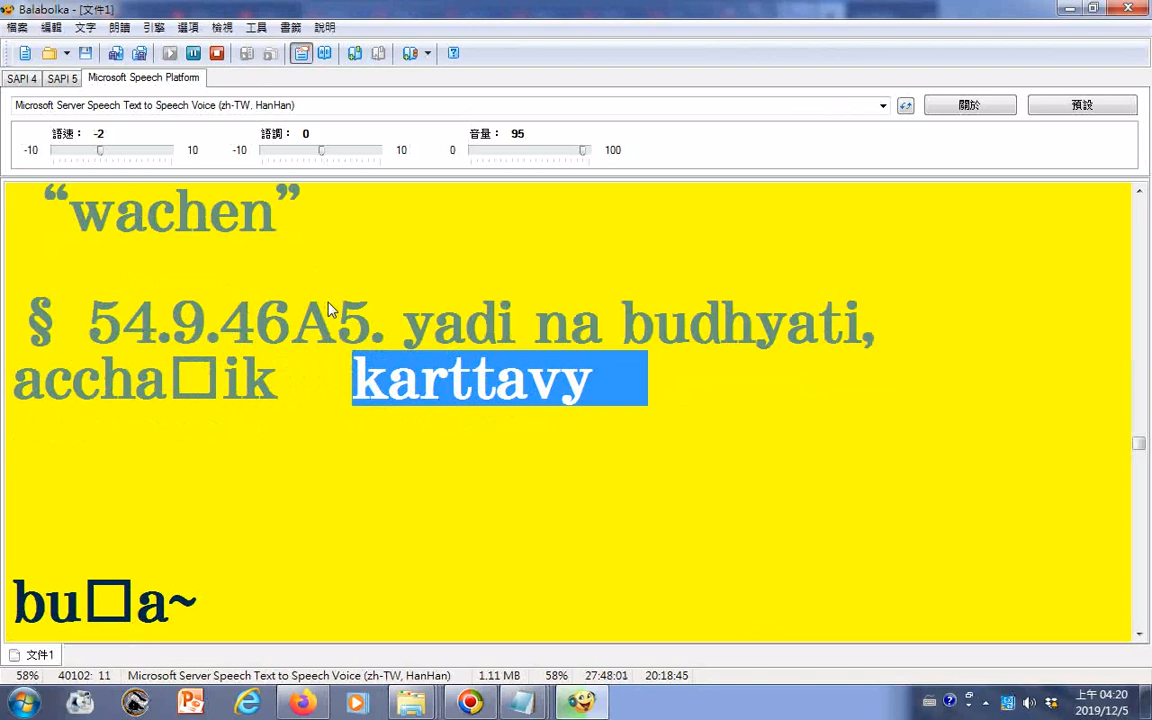 Balabolka - [文件1]
檔案 編輯 文字 朗讀 引擎 選項 檢視 工具 書籤 說明
SAPI 4 SAPI 5 Microsoft Speech Platform
Microsoft Server Speech Text to Speech Voice (zh-TW, HanHan) 關於 預設
語速： -2 語調： 0 音量： 95
-10 10 -10 10 0 100
“wachen”
§ 54.9.46A5. yadi na budhyati,
accha□ik karttavy
bu□a~
文件1
58% 40102: 11 Microsoft Server Speech Text to Speech Voice (zh-TW, HanHan) 1.11 MB 58% 27:48:01 20:18:45
上午 04:20
2019/12/5